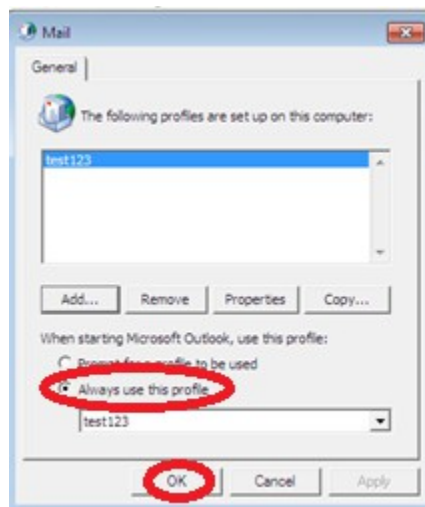 Mail
General
The following profiles are set up on this computer:
test123
Add... Remove Properties Copy...
When starting Microsoft Outlook, use this profile:
Prompt for a profile to be used
Always use this profile
test123
OK Cancel Apply